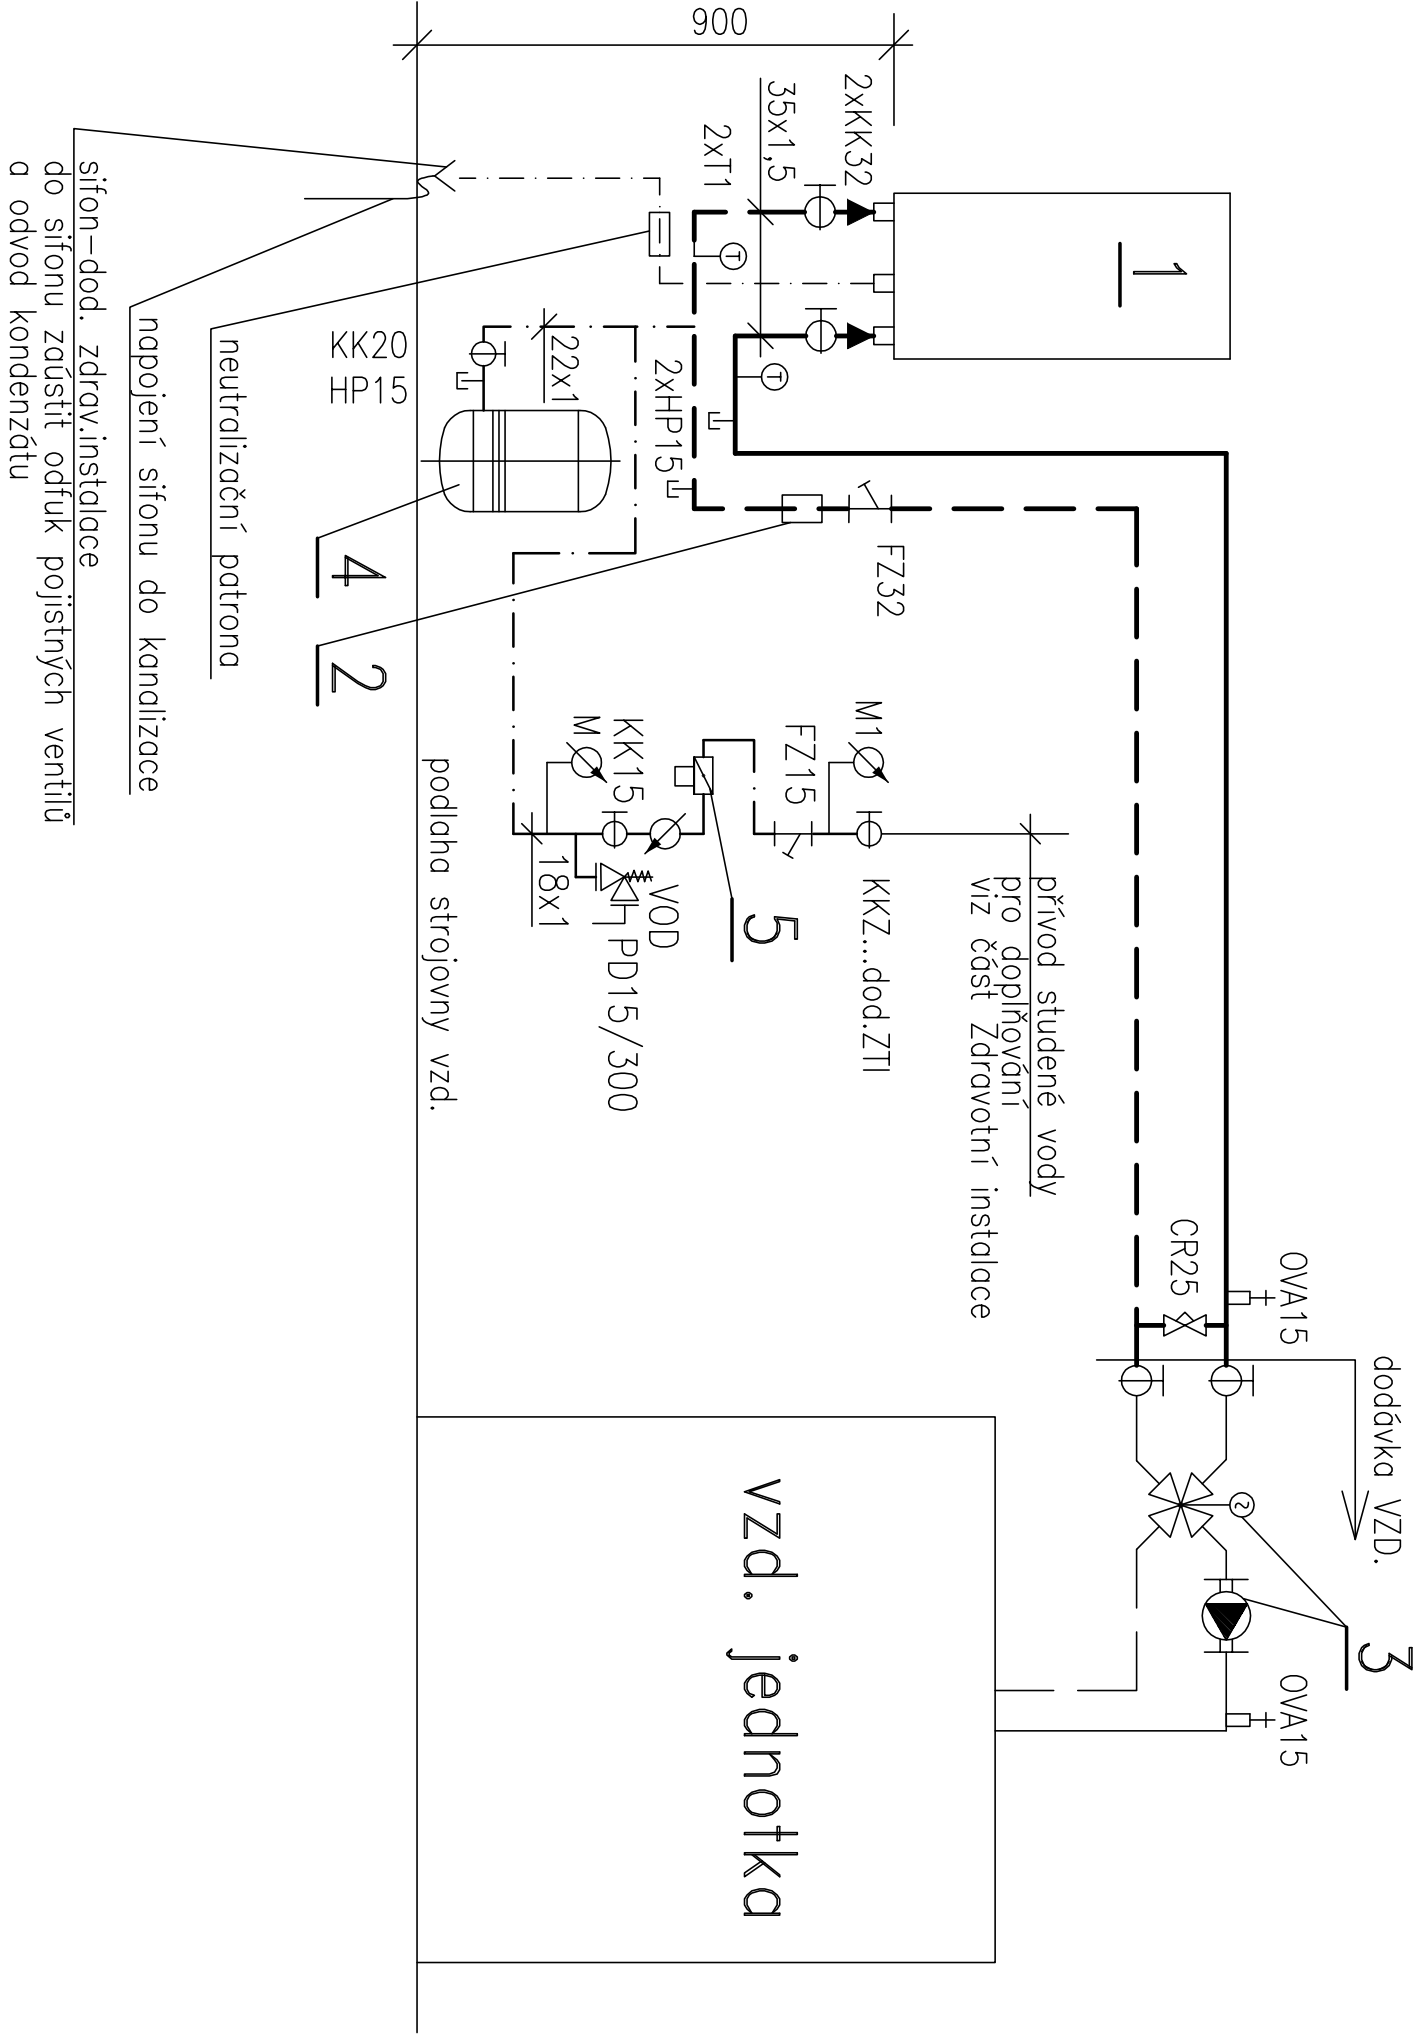 900
1
2xKK32
35x1,5
2xT1
T
T
22x1
2xHP15
KK20
HP15
sifon-dod. zdrav.instalace
do sifonu zaústit odfuk pojistných ventilů
a odvod kondenzátu
napojení sifonu do kanalizace
neutralizační patrona
4
2
FZ32
M1
FZ15
KK15
M
18x1
VOD
PD15/300
5
KKZ...dod.ZTI
přívod studené vody
pro doplňování
viz část Zdravotní instalace
podlaha strojovny vzd.
CR25
OVA15
dodávka VZD.
~
3
OVA15
vzd. jednotka